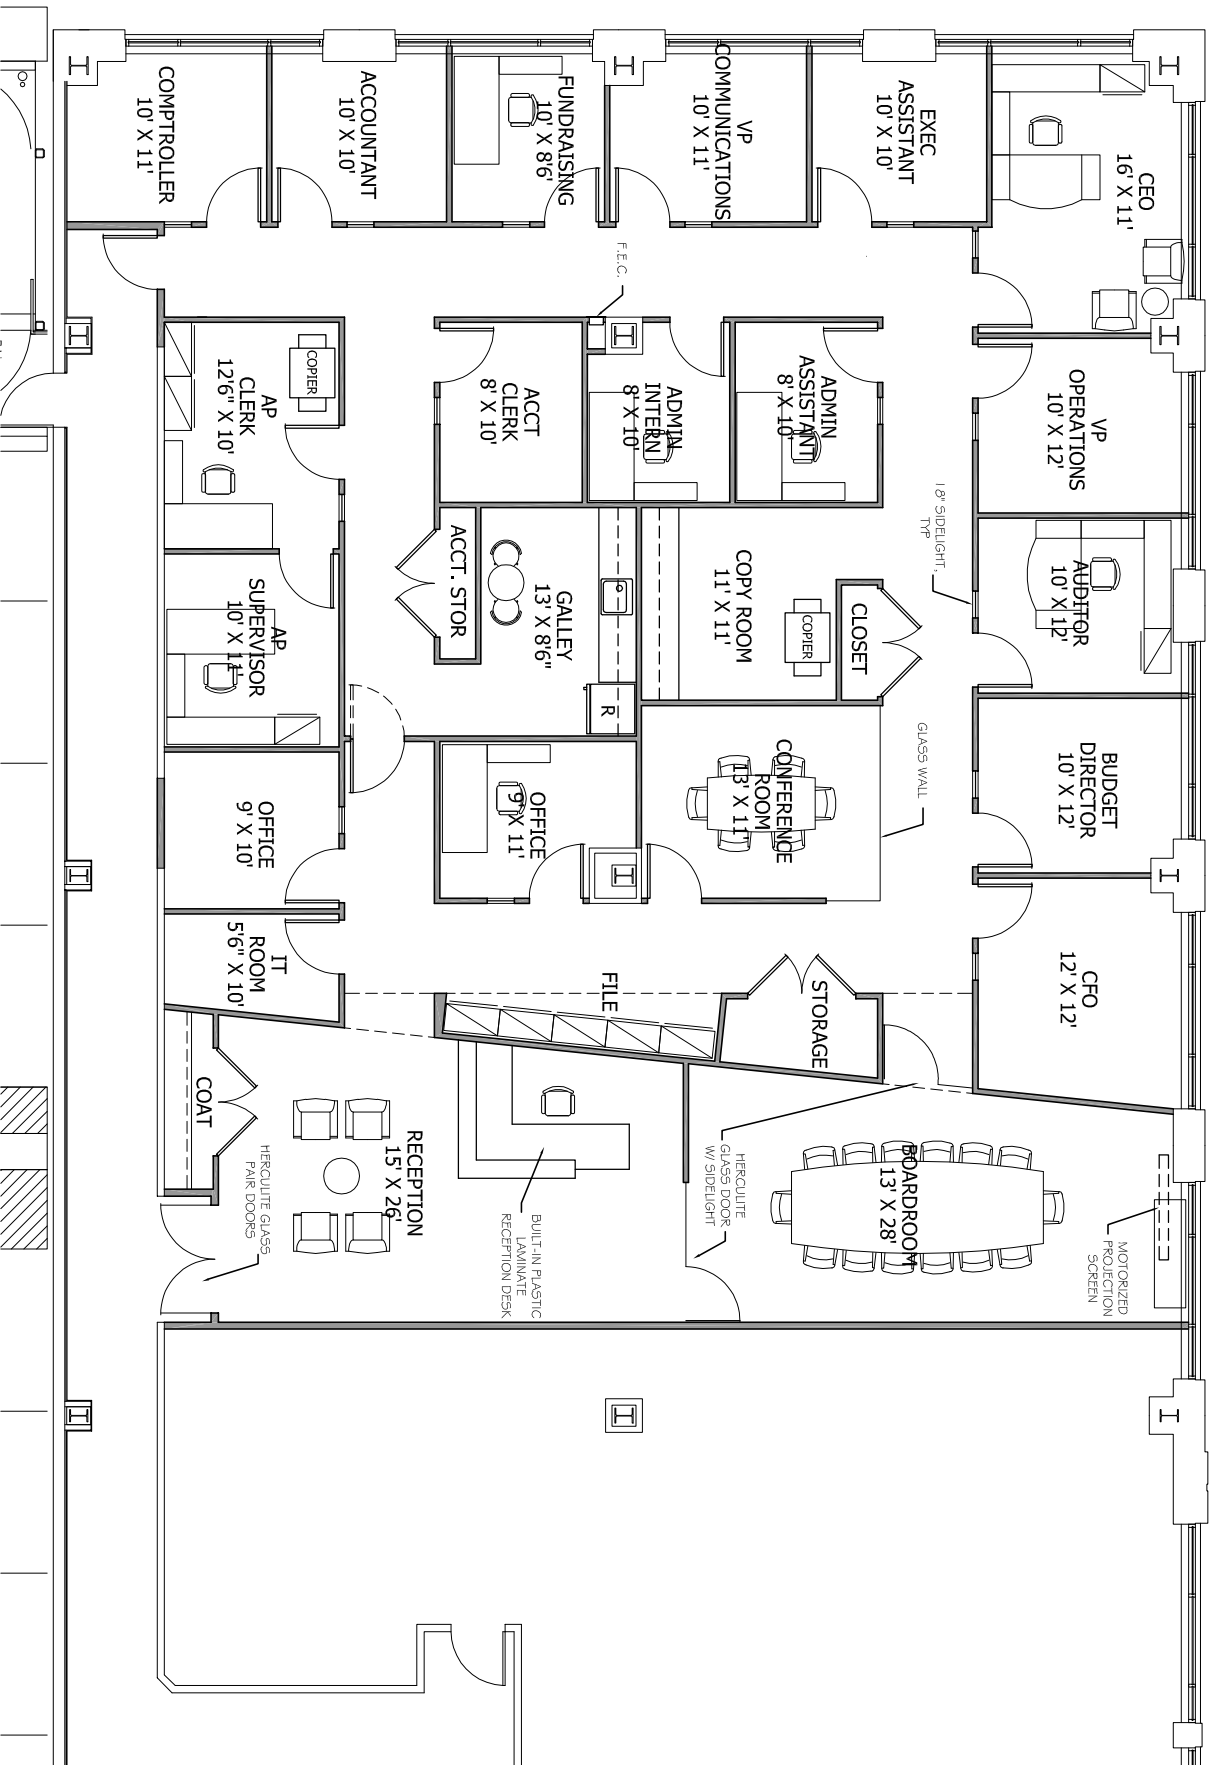 COMPTROLLER
10' X 11'
ACCOUNTANT
10' X 10'
FUNDRAISING
10' X 8'6"
VP
COMMUNICATIONS
10' X 11'
EXEC
ASSISTANT
10' X 10'
CEO
16' X 11'
F.E.C.
COPIER
AP
CLERK
12'6" X 10'
ACCT
CLERK
8' X 10'
ADMIN
INTERN
8' X 10'
ADMIN
ASSISTANT
8' X 10'
VP
OPERATIONS
10' X 12'
18" SIDELIGHT,
TYP
AP
SUPERVISOR
10' X 11'
ACCT. STOR
GALLEY
13' X 8'6"
R
COPY ROOM
11' X 11'
COPIER
CLOSET
AUDITOR
10' X 12'
GLASS WALL
OFFICE
9' X 10'
OFFICE
9' X 11'
CONFERENCE
ROOM
13' X 11'
BUDGET
DIRECTOR
10' X 12'
IT
ROOM
5'6" X 10'
FILE
STORAGE
CFO
12' X 12'
COAT
HERCULITE GLASS
PAIR DOORS
RECEPTION
15' X 26'
BUILT-IN PLASTIC
LAMINATE
RECEPTION DESK
HERCULITE
GLASS DOOR
W/ SIDELIGHT
BOARDROOM
13' X 28'
MOTORIZED
PROJECTION
SCREEN